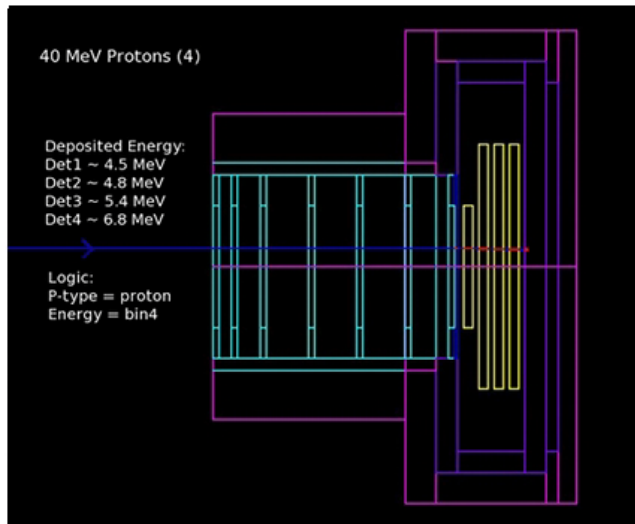 40 MeV Protons (4)
Deposited Energy:
Det1 ~ 4.5 MeV
Det2 ~ 4.8 MeV
Det3 ~ 5.4 MeV
Det4 ~ 6.8 MeV
Logic:
P-type = proton
Energy = bin4